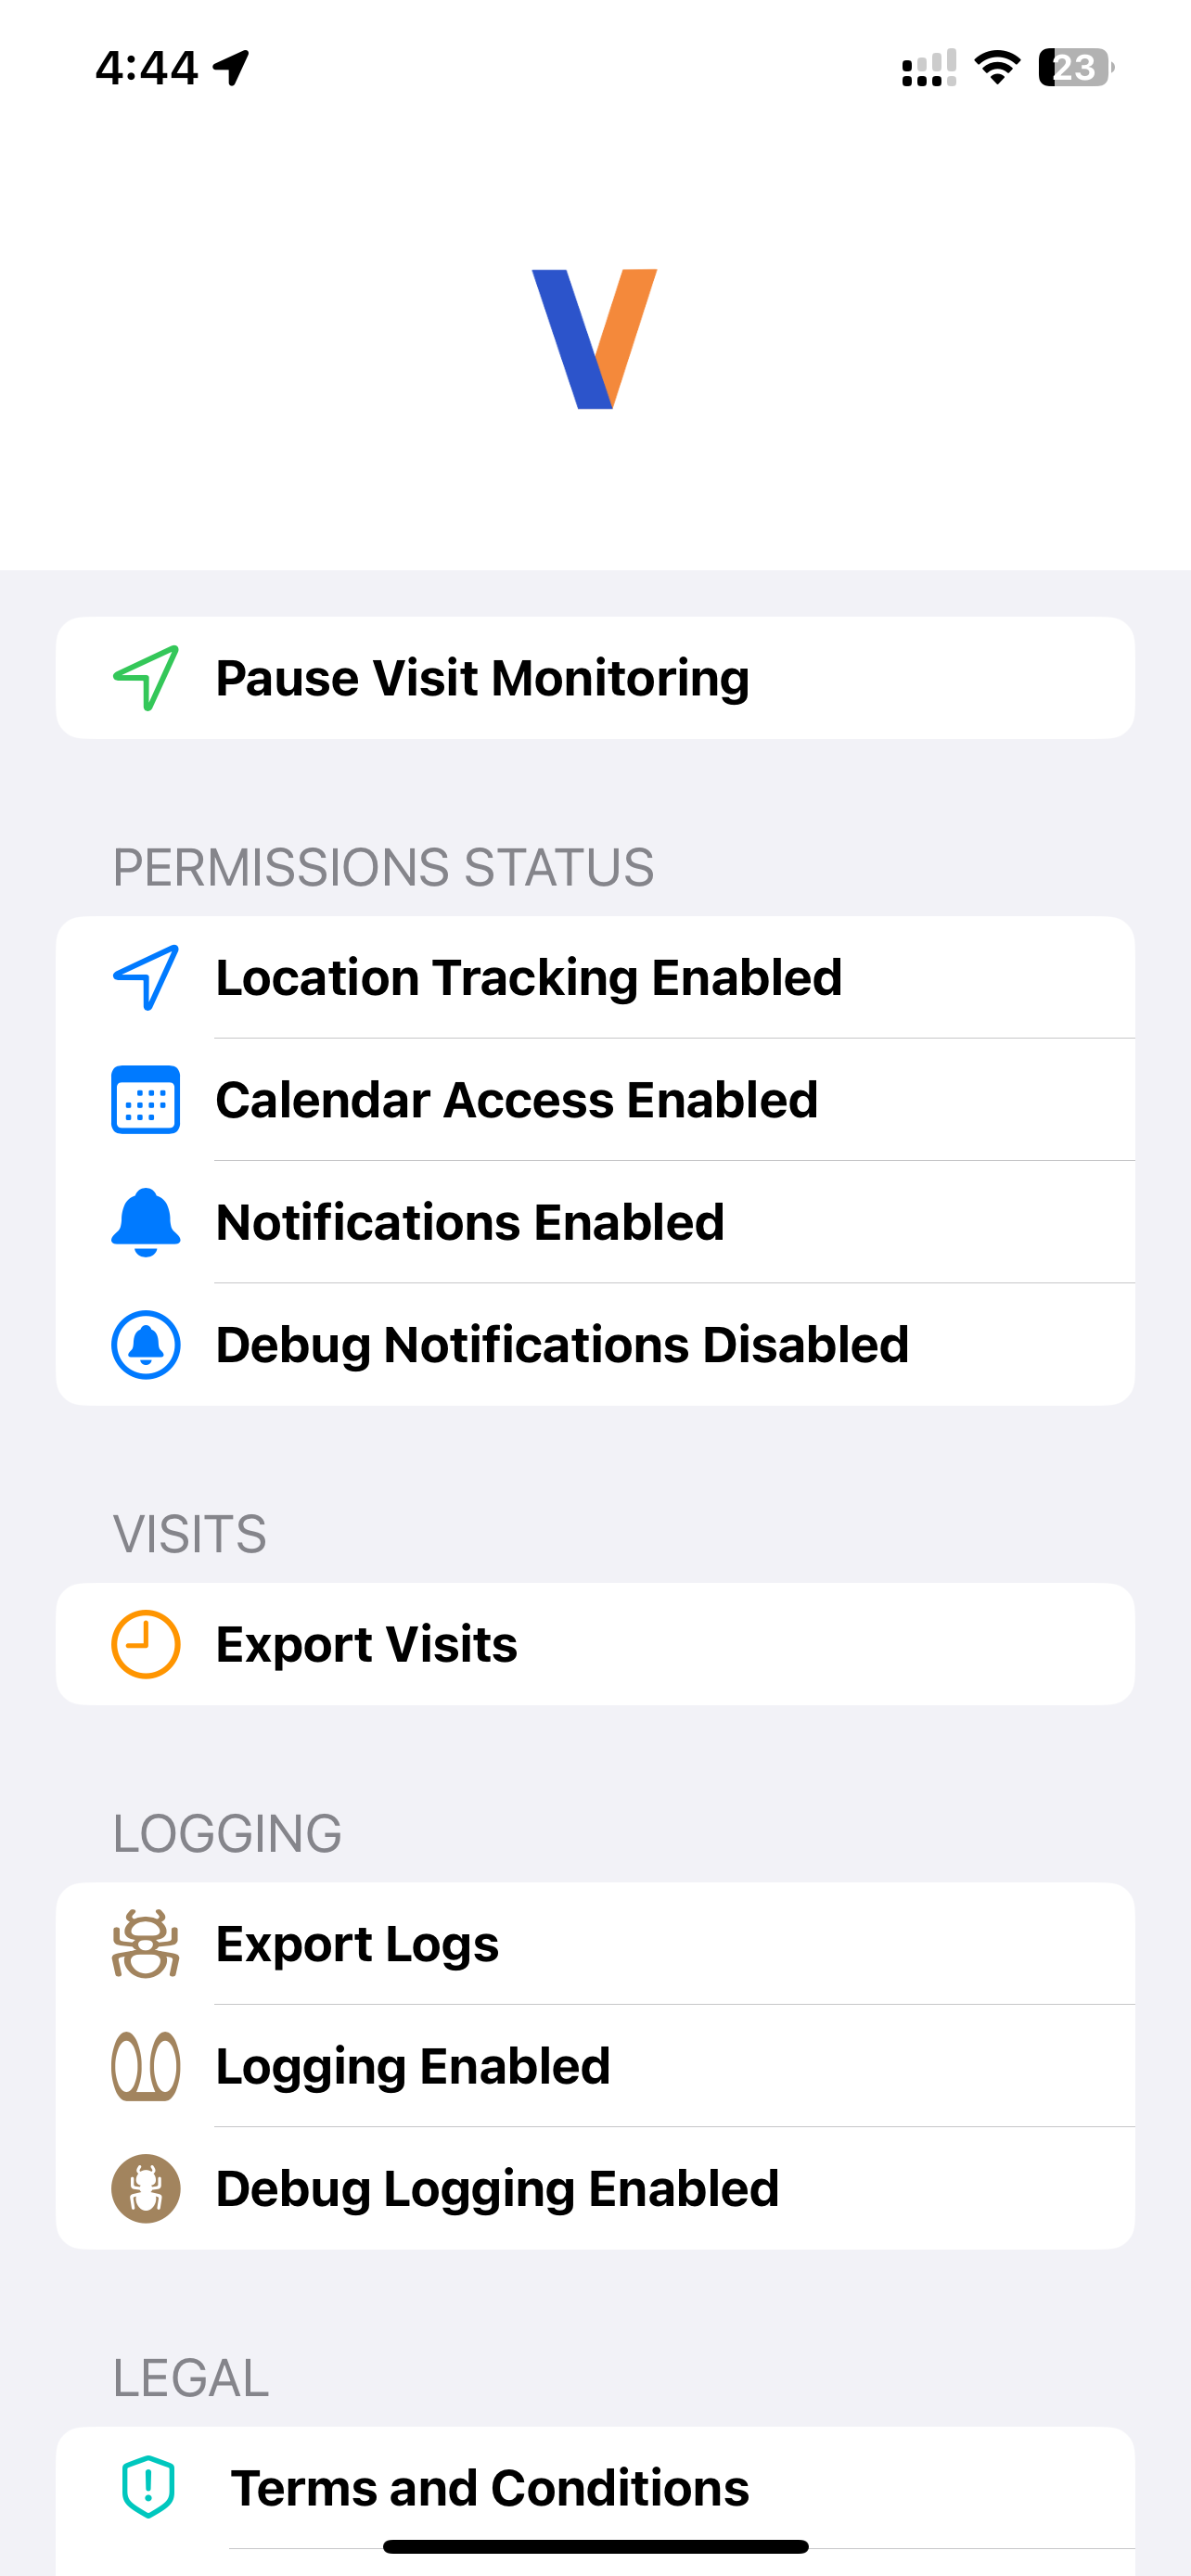 4:44
23
V
Pause Visit Monitoring
PERMISSIONS STATUS
Location Tracking Enabled
Calendar Access Enabled
Notifications Enabled
Debug Notifications Disabled
VISITS
Export Visits
LOGGING
Export Logs
Logging Enabled
Debug Logging Enabled
LEGAL
Terms and Conditions